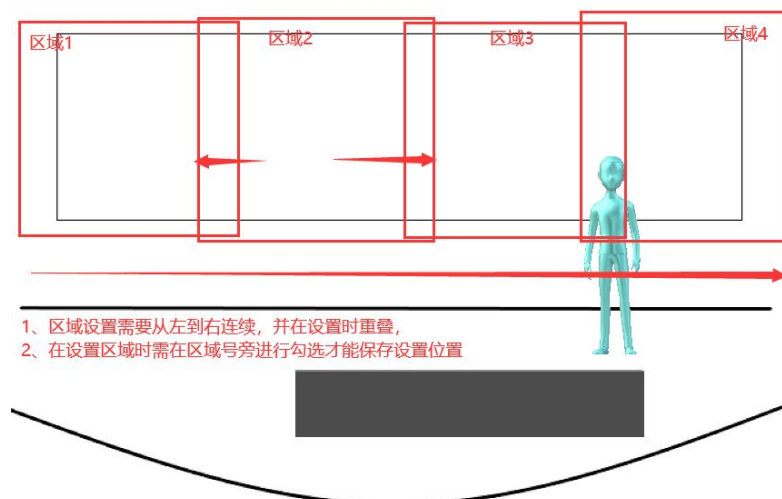 区域1
区域2
区域3
区域4
1、区域设置需要从左到右连续，并在设置时重叠，
2、在设置区域时需在区域号旁进行勾选才能保存设置位置